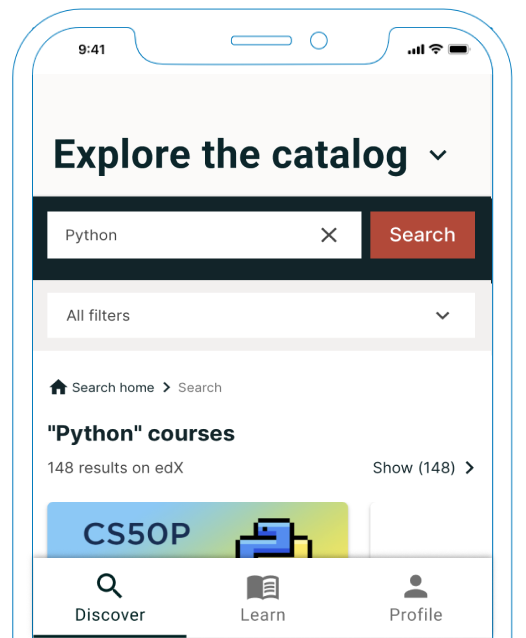 9:41
Explore the catalog
Python
Search
All filters
Search home > Search
"Python" courses
148 results on edX
Show (148) >
CS50P
Discover
Learn
Profile